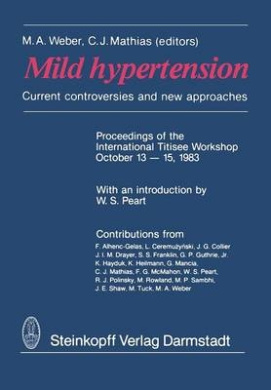 M. A. Weber, C. J. Mathias (editors)
Mild hypertension
Current controversies and new approaches
Proceedings of the
International Titisee Workshop
October 13 — 15, 1983
With an introduction by
W. S. Peart
Contributions from
F. Alhenc-Gelas, L. Ceremużyński, J. G. Collier
J. I. M. Drayer, S. S. Franklin, G. P. Guthrie, Jr.
K. Hayduk, K. Heilmann, G. Mancia,
C. J. Mathias, F. G. McMahon, W. S. Peart,
R. J. Polinsky, M. Rowland, M. P. Sambhi,
J. E. Shaw, M. Tuck, M. A. Weber
Steinkopff Verlag Darmstadt